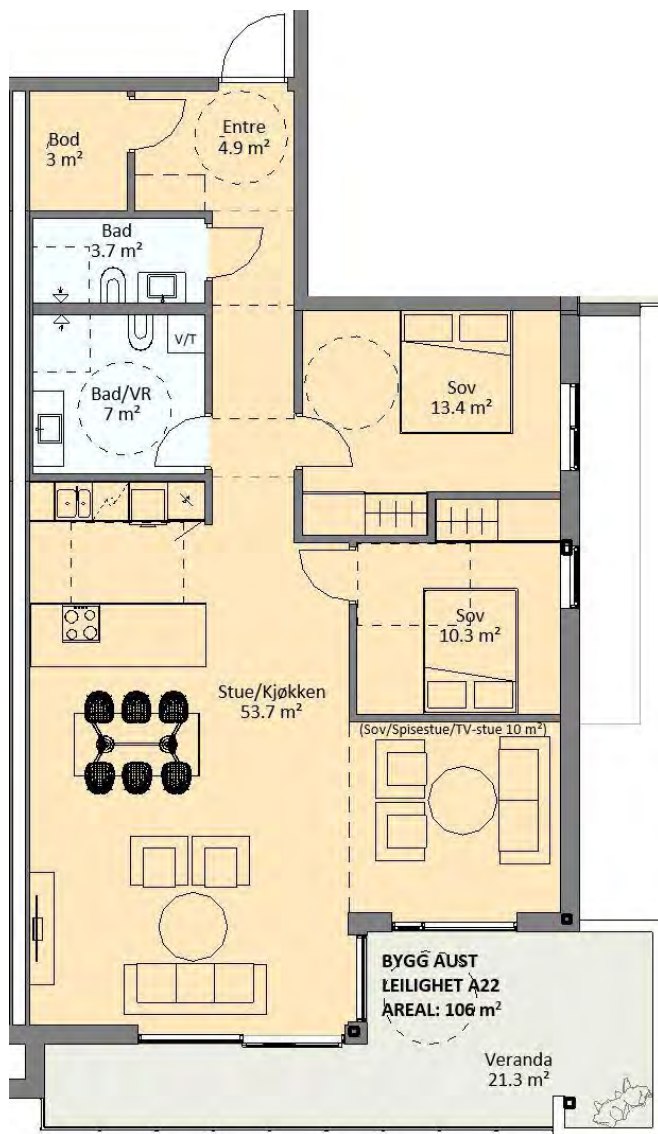 Entre
4.9 m²
Bod
3 m²
Bad
3.7 m²
V/T
Bad/VR
7 m²
Sov
13.4 m²
Sov
10.3 m²
Stue/Kjøkken
53.7 m²
(Sov/Spisestue/TV-stue 10 m²)
BYGG AUST
LEILIGHET A22
AREAL: 106 m²
Veranda
21.3 m²